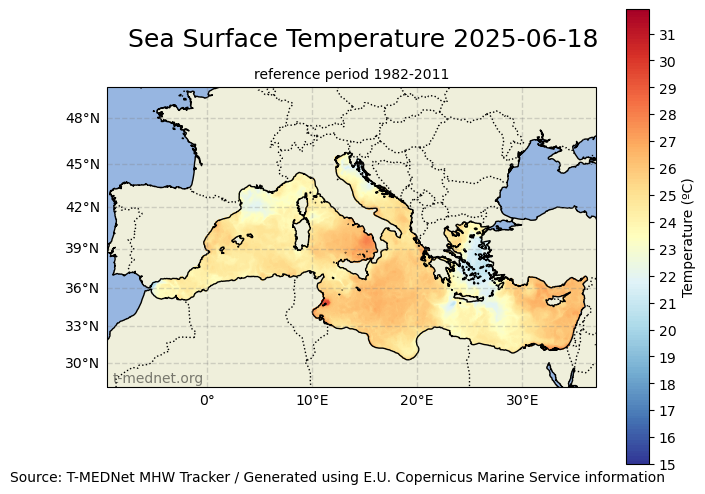 Sea Surface Temperature 2025-06-18
reference period 1982-2011
48°N
45°N
42°N
39°N
36°N
33°N
30°N
t-mednet.org
0°
10°E
20°E
30°E
31
30
29
28
27
26
25
24
23
22
21
20
19
18
17
16
15
Temperature (ºC)
Source: T-MEDNet MHW Tracker / Generated using E.U. Copernicus Marine Service information